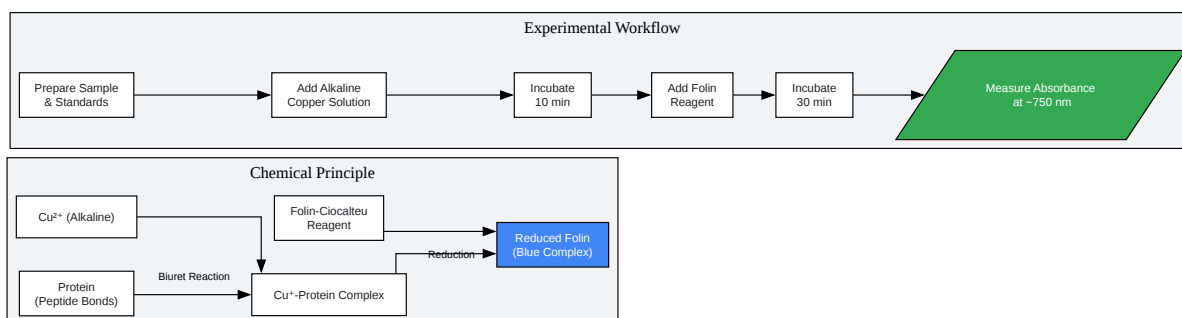 Experimental Workflow
Prepare Sample
& Standards
Add Alkaline
Copper Solution
Incubate
10 min
Add Folin
Reagent
Incubate
30 min
Measure Absorbance
at ~750 nm
Chemical Principle
Cu²⁺ (Alkaline)
Folin-Ciocalteu
Reagent
Reduced Folin
(Blue Complex)
Reduction
Biuret Reaction
Protein
(Peptide Bonds)
Cu⁺-Protein Complex